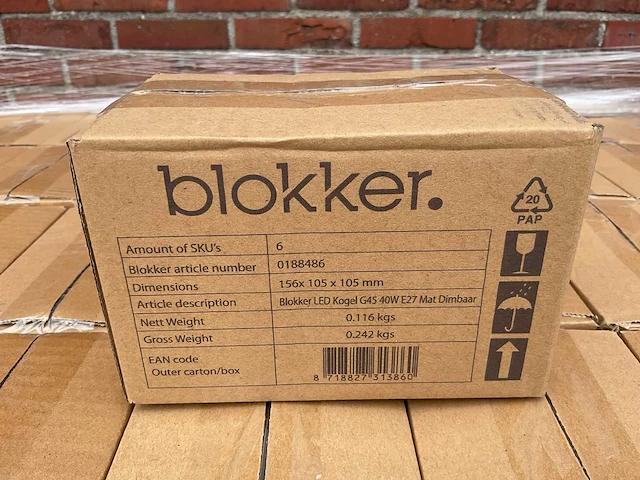 blokker.
20
PAP
Amount of SKU's 6
Blokker article number 0188486
Dimensions 156x 105 x 105 mm
Article description Blokker LED Kogel G45 40W E27 Mat Dimbaar
Nett Weight 0.116 kgs
Gross Weight 0.242 kgs
EAN code
Outer carton/box
8 718827 313860